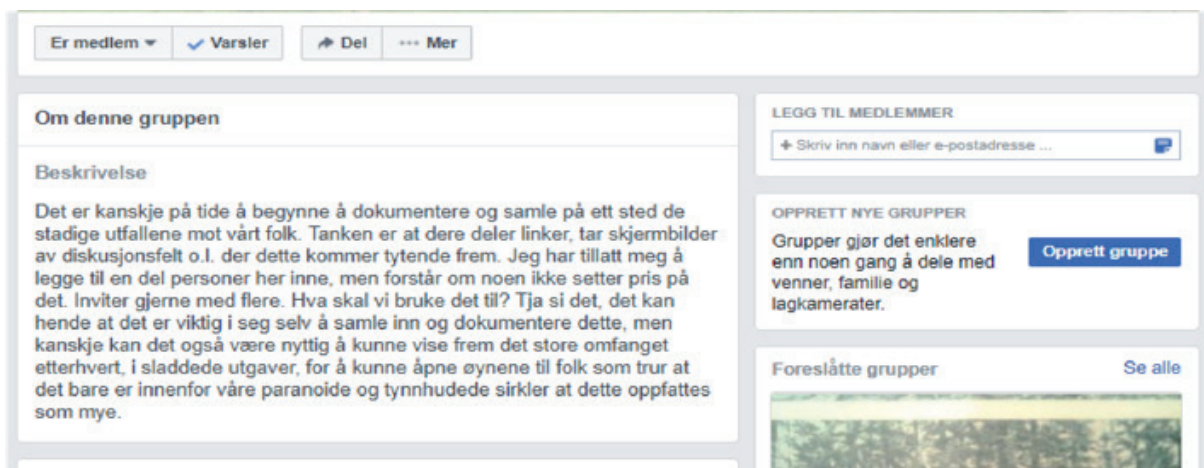 Er medlem
Varsler
Del
Mer
Om denne gruppen
Beskrivelse
Det er kanskje på tide å begynne å dokumentere og samle på ett sted de
stadige utfallene mot vårt folk. Tanken er at dere deler linker, tar skjermbilder
av diskusjonsfelt o.l. der dette kommer tytende frem. Jeg har tillatt meg å
legge til en del personer her inne, men forstår om noen ikke setter pris på
det. Inviter gjerne med flere. Hva skal vi bruke det til? Tja si det, det kan
hende at det er viktig i seg selv å samle inn og dokumentere dette, men
kanskje kan det også være nyttig å kunne vise frem det store omfanget
etterhvert, i sladdede utgaver, for å kunne åpne øynene til folk som trur at
det bare er innenfor våre paranoide og tynnhudede sirkler at dette oppfattes
som mye.
LEGG TIL MEDLEMMER
+ Skriv inn navn eller e-postadresse ...
OPPRETT NYE GRUPPER
Grupper gjør det enklere
enn noen gang å dele med
venner, familie og
lagkamerater.
Opprett gruppe
Foreslåtte grupper
Se alle